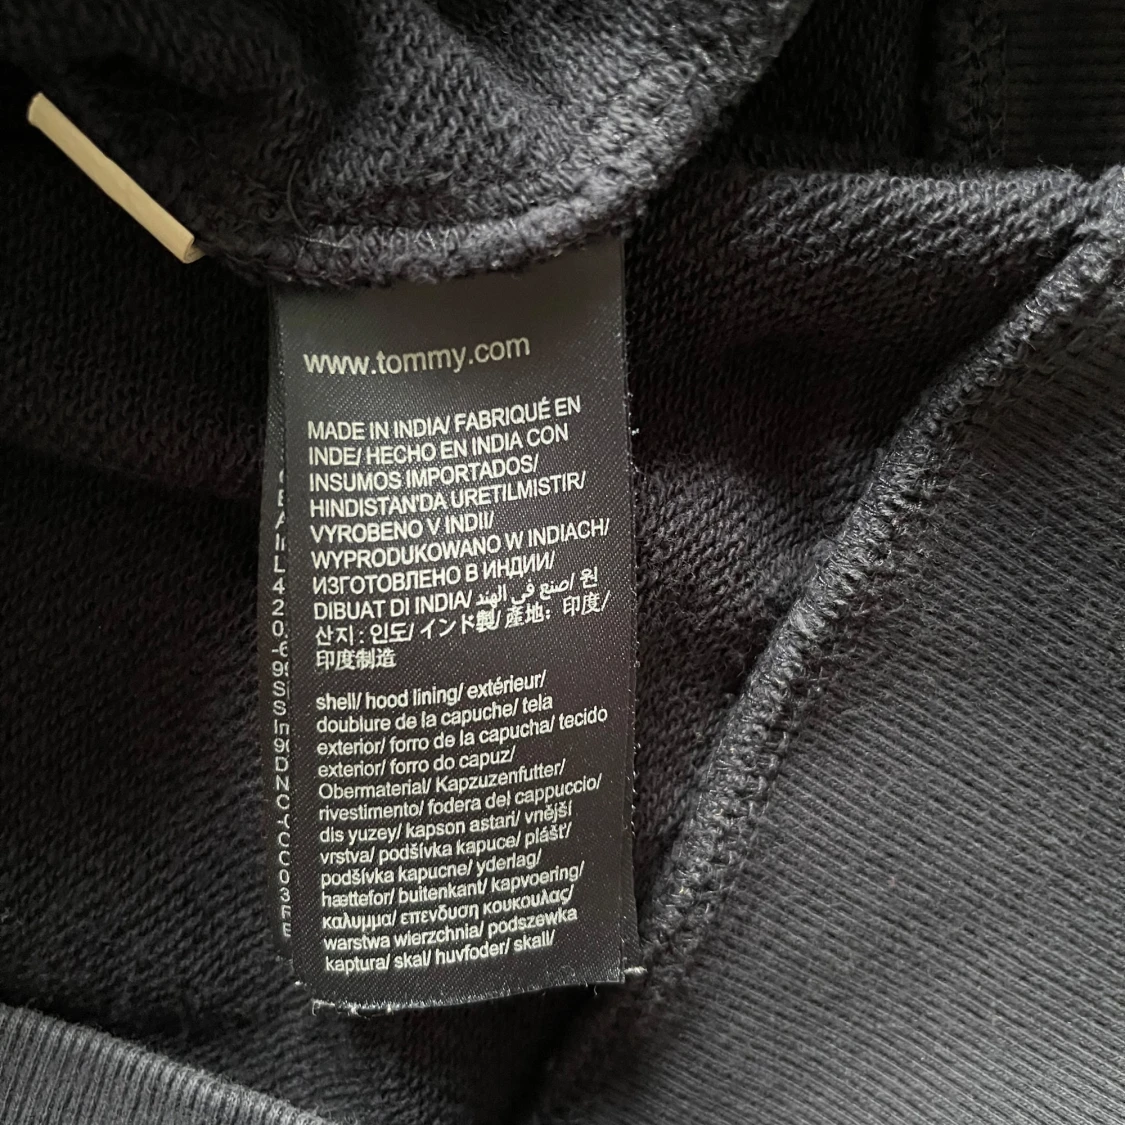 www.tommy.com
MADE IN INDIA/ FABRIQUÉ EN
INDE/ HECHO EN INDIA CON
INSUMOS IMPORTADOS/
HINDISTAN'DA URETILMISTIR/
VYROBENO V INDII/
WYPRODUKOWANO W INDIACH/
ИЗГОТОВЛЕНО В ИНДИИ/
DIBUAT DI INDIA/ صنع في الهند/ 원
산지: 인도/ インド製/ 產地: 印度/
印度制造
shell/ hood lining/ extérieur/
doublure de la capuche/ tela
exterior/ forro de la capucha/ tecido
exterior/ forro do capuz/
Obermaterial/ Kapzuzenfutter/
rivestimento/ fodera del cappuccio/
dis yuzey/ kapson astari/ vnější
vrstva/ podšívka kapuce/ plášť/
podšívka kapucne/ yderlag/
hættefor/ buitenkant/ kapvoering/
καλυμμα/ επενδυση κουκουλας/
warstwa wierzchnia/ podszewka
kaptura/ skal/ huvfoder/ skall/